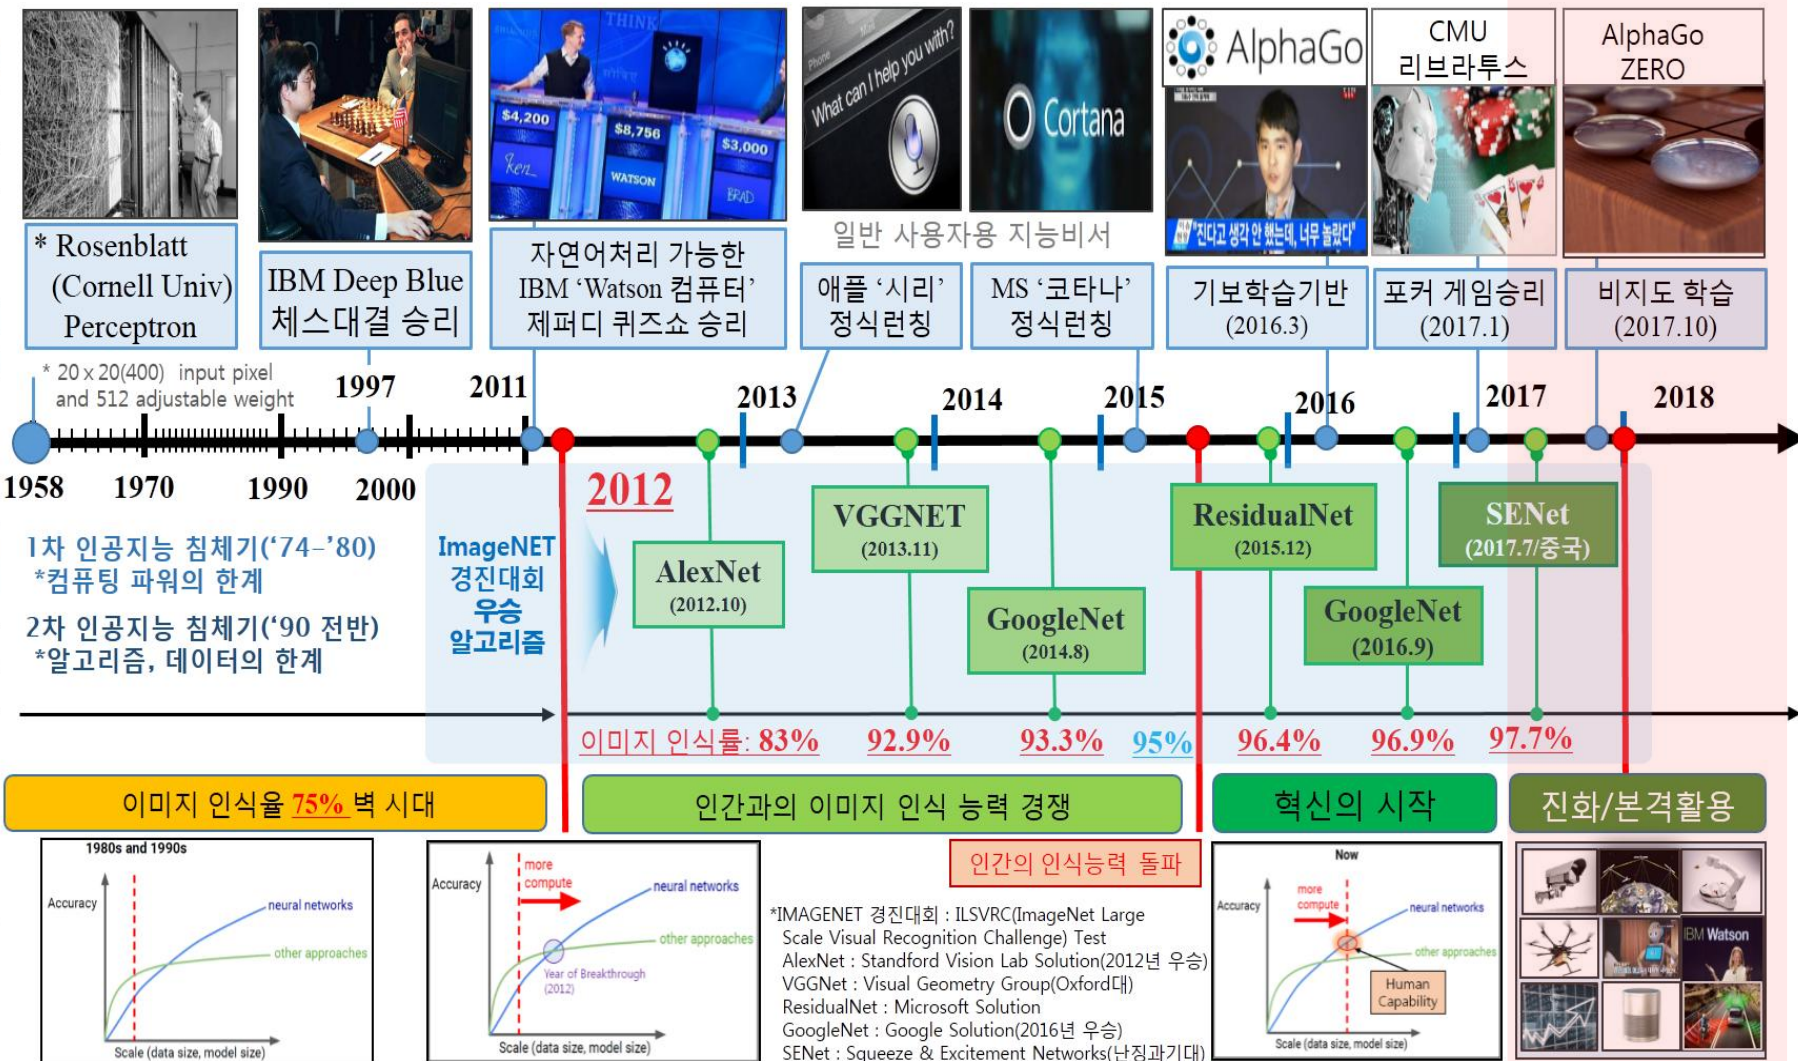 THINK
$4,200
$8,756
$3,000
Ken
WATSON
BRAD
Phone
What can I help you with?
Cortana
AlphaGo
"진다고 생각 안 했는데, 너무 놀랐다"
CMU
리브라투스
AlphaGo
ZERO
* Rosenblatt
(Cornell Univ)
Perceptron
IBM Deep Blue
체스대결 승리
자연어처리 가능한
IBM ‘Watson 컴퓨터’
제퍼디 퀴즈쇼 승리
일반 사용자용 지능비서
애플 ‘시리’
정식런칭
MS ‘코타나’
정식런칭
기보학습기반
(2016.3)
포커 게임승리
(2017.1)
비지도 학습
(2017.10)
* 20 x 20(400) input pixel
and 512 adjustable weight
1997
2011
2013
2014
2015
2016
2017
2018
1958
1970
1990
2000
2012
1차 인공지능 침체기(‘74-’80)
*컴퓨팅 파워의 한계
2차 인공지능 침체기(‘90 전반)
*알고리즘, 데이터의 한계
ImageNET
경진대회
우승
알고리즘
AlexNet
(2012.10)
VGGNET
(2013.11)
GoogleNet
(2014.8)
ResidualNet
(2015.12)
GoogleNet
(2016.9)
SENet
(2017.7/중국)
이미지 인식률: 83%
92.9%
93.3%
95%
96.4%
96.9%
97.7%
이미지 인식율 75% 벽 시대
인간과의 이미지 인식 능력 경쟁
혁신의 시작
진화/본격활용
인간의 인식능력 돌파
1980s and 1990s
Accuracy
neural networks
other approaches
Scale (data size, model size)
Accuracy
more
compute
neural networks
other approaches
Year of Breakthrough
(2012)
Scale (data size, model size)
*IMAGENET 경진대회 : ILSVRC(ImageNet Large
Scale Visual Recognition Challenge) Test
AlexNet : Standford Vision Lab Solution(2012년 우승)
VGGNet : Visual Geometry Group(Oxford대)
ResidualNet : Microsoft Solution
GoogleNet : Google Solution(2016년 우승)
SENet : Squeeze & Excitement Networks(난징과기대)
Now
Accuracy
more
compute
neural networks
other approaches
Human
Capability
Scale (data size, model size)
IBM Watson